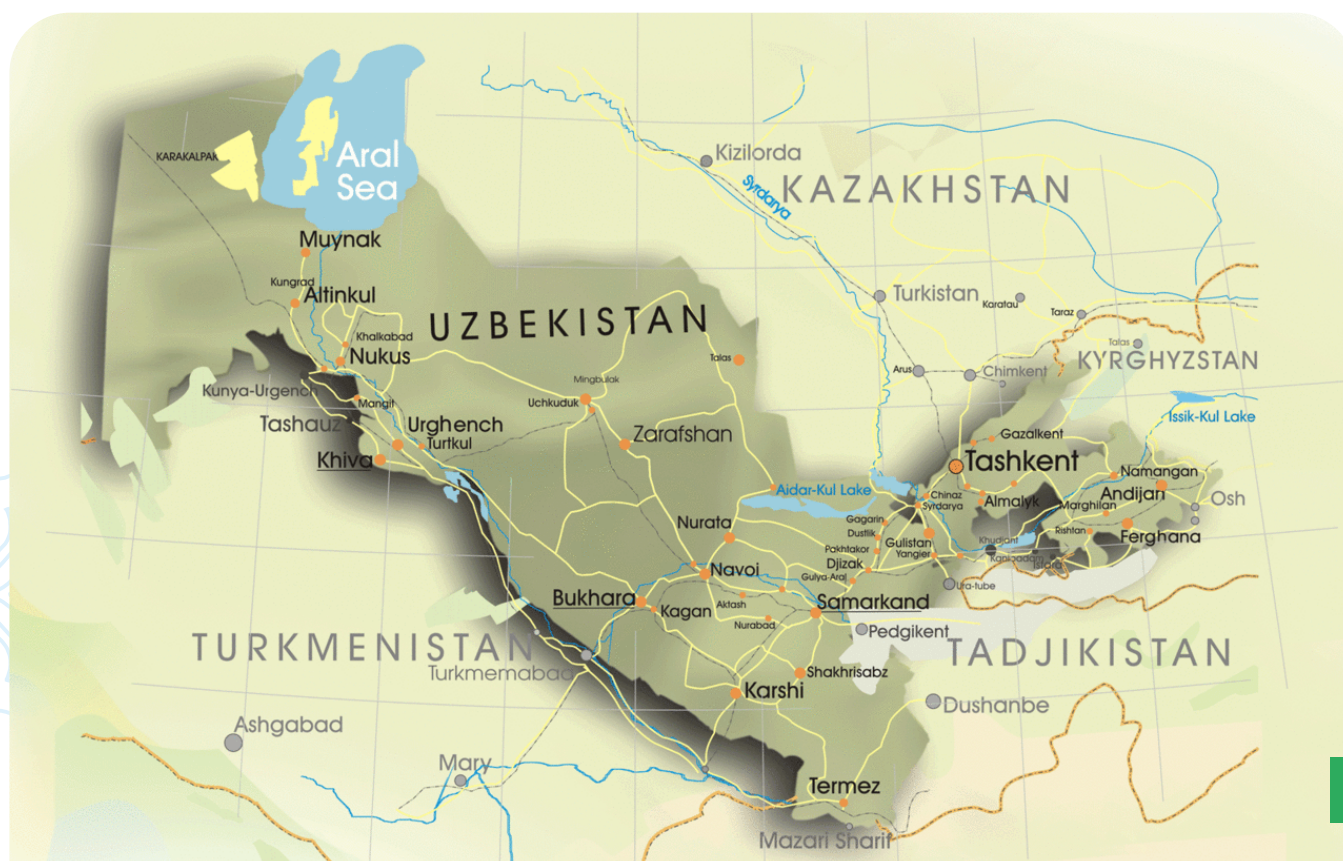 Aral
Sea
KARAKALPAK
Kizilorda
Syrdarya
KAZAKHSTAN
Muynak
Kungrad
Altinkul
Turkistan
Karatau
Taraz
UZBEKISTAN
Khalkabad
Nukus
Talas
Talas
KYRGHYZSTAN
Kunya-Urgench
Mangit
Mingbulak
Uchkuduk
Arus
Chimkent
Issik-Kul Lake
Tashauz
Urghench
Turtkul
Khiva
Zarafshan
Gazalkent
Tashkent
Namangan
Andijan
Osh
Aidar-Kul Lake
Chinaz
Syrdarya
Almalyk
Marghilan
Nurata
Gagarin
Dustlik
Gulistan
Rishtan
Ferghana
Pakhtakor
Yangier
Khudjant
Djizak
Gulya-Aral
Isfara
Ura-tube
Navoi
Bukhara
Kagan
Aktash
Nurabad
Samarkand
Pedgikent
TURKMENISTAN
TADJIKISTAN
Turkmernabad
Shakhrisabz
Karshi
Dushanbe
Ashgabad
Mary
Termez
Mazari Sharif